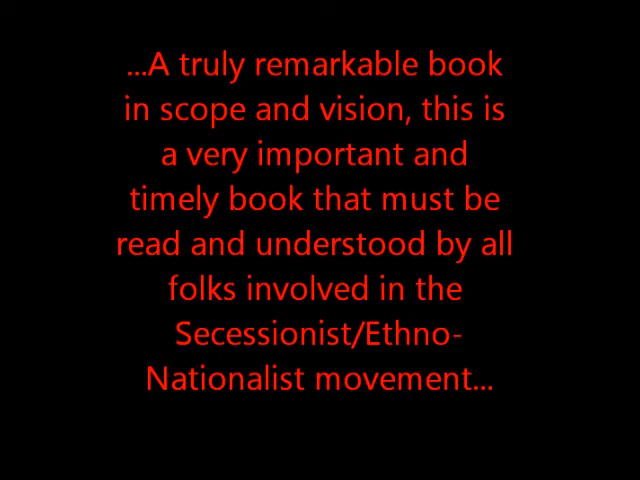 ...A truly remarkable book
in scope and vision, this is
a very important and
timely book that must be
read and understood by all
folks involved in the
Secessionist/Ethno-
Nationalist movement...